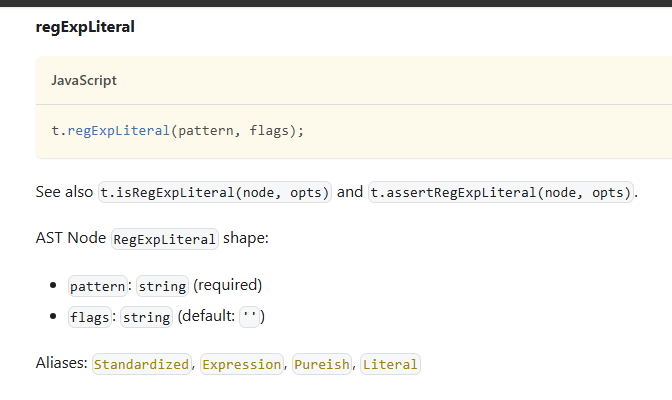 regExpLiteral
JavaScript
t.regExpLiteral(pattern, flags);
See also t.isRegExpLiteral(node, opts) and t.assertRegExpLiteral(node, opts).
AST Node RegExpLiteral shape:
• pattern: string (required)
• flags: string (default: '')
Aliases: Standardized, Expression, Pureish, Literal